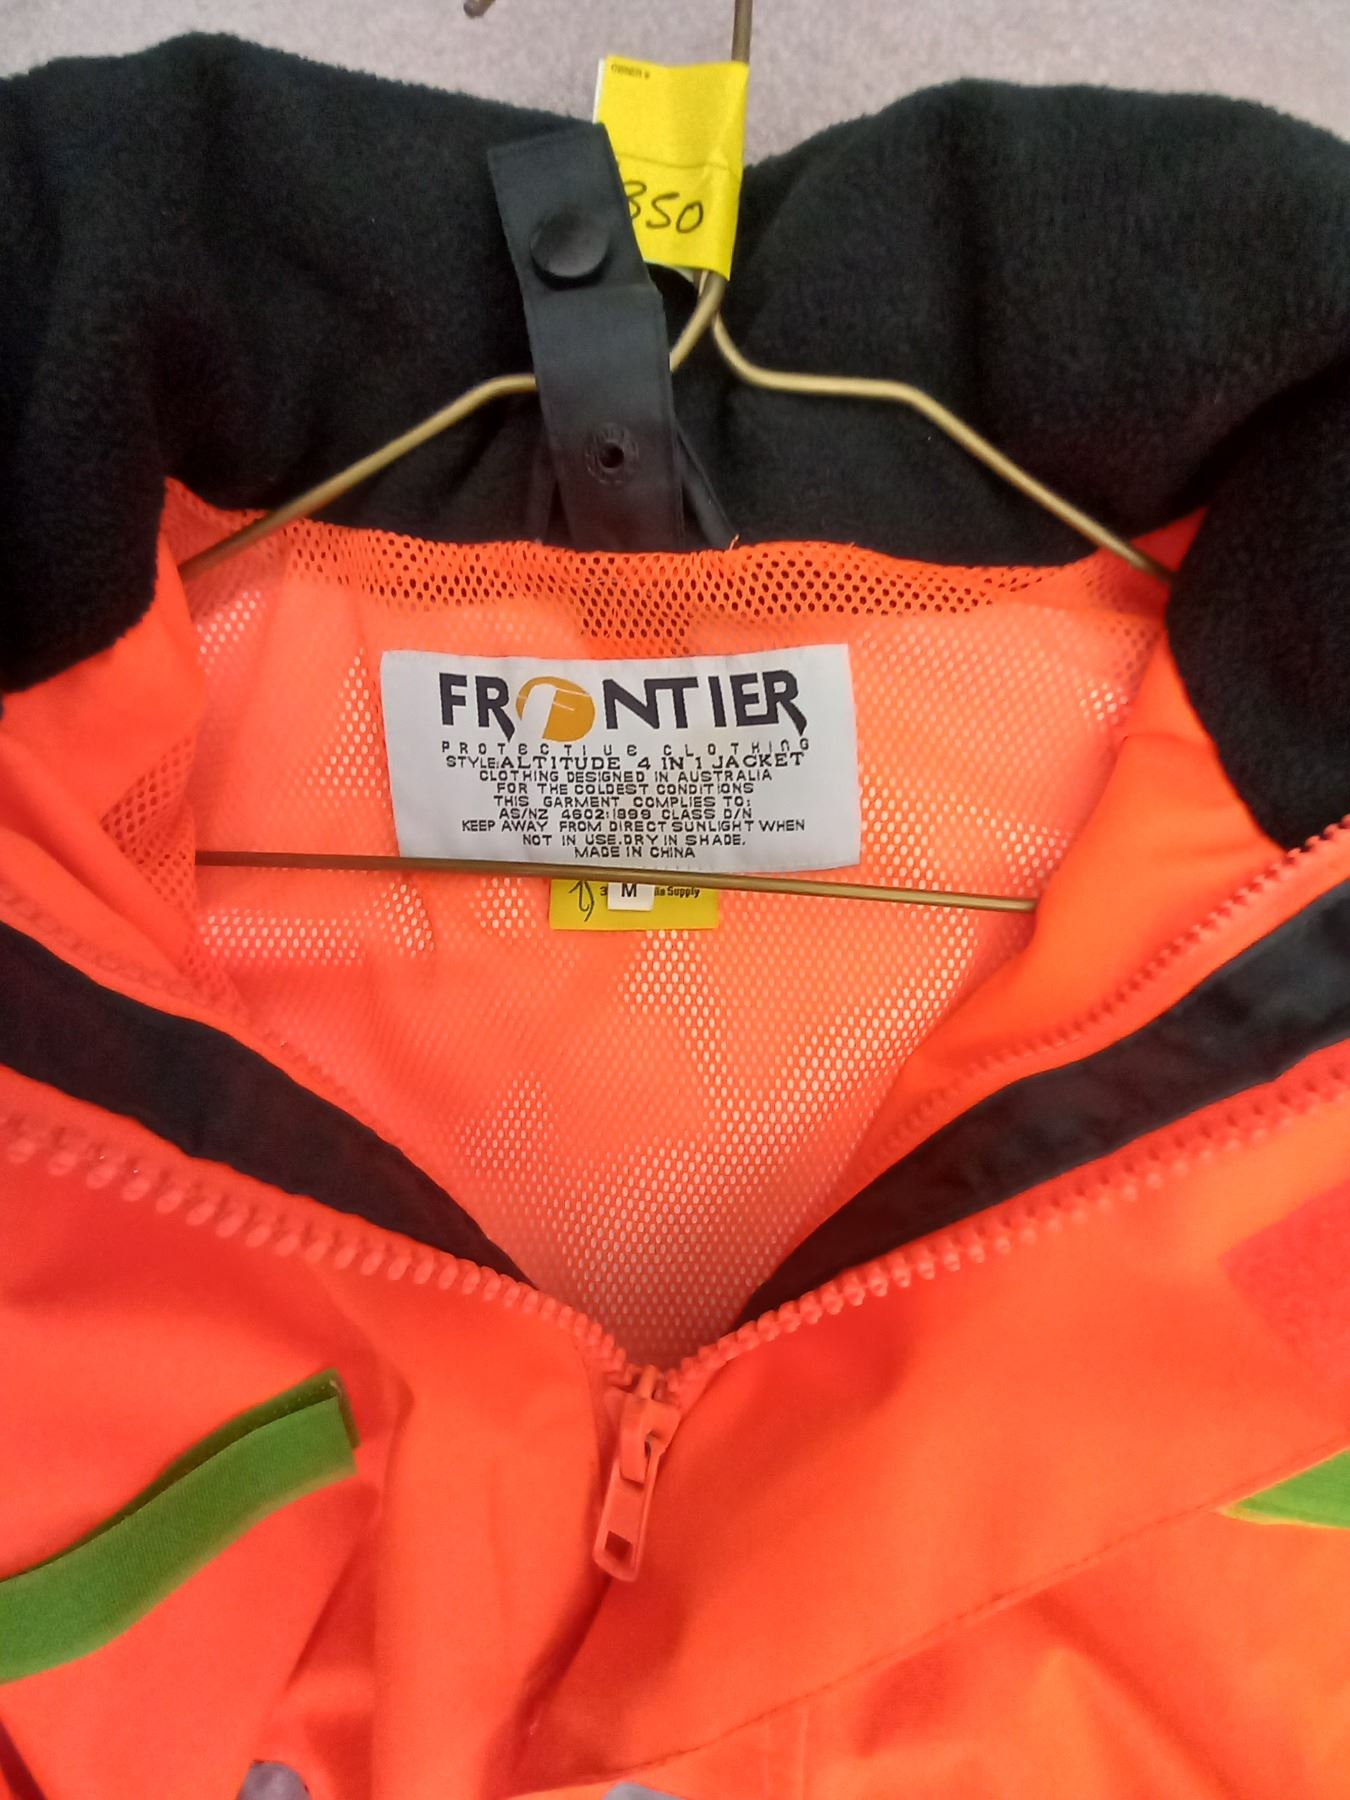 OWNER #
350
FRONTIER
PROTECTIVE CLOTHING
STYLE:ALTITUDE 4 IN 1 JACKET
CLOTHING DESIGNED IN AUSTRALIA
FOR THE COLDEST CONDITIONS
THIS GARMENT COMPLIES TO:
AS/NZ 4602:1999 CLASS D/N
KEEP AWAY FROM DIRECT SUNLIGHT WHEN
NOT IN USE.DRY IN SHADE.
MADE IN CHINA
M
Supply